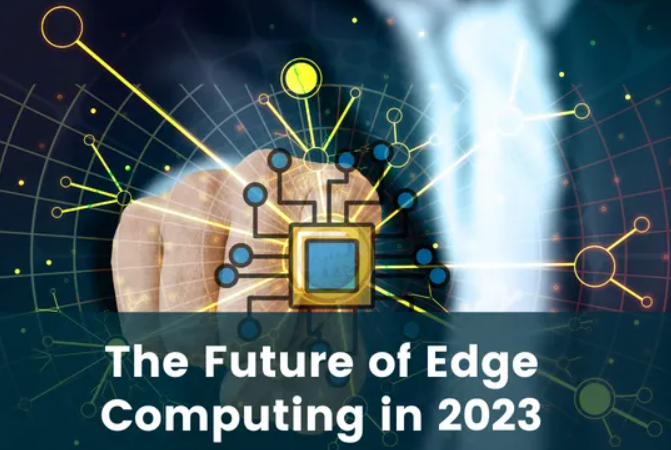 The Future of Edge
Computing in 2023